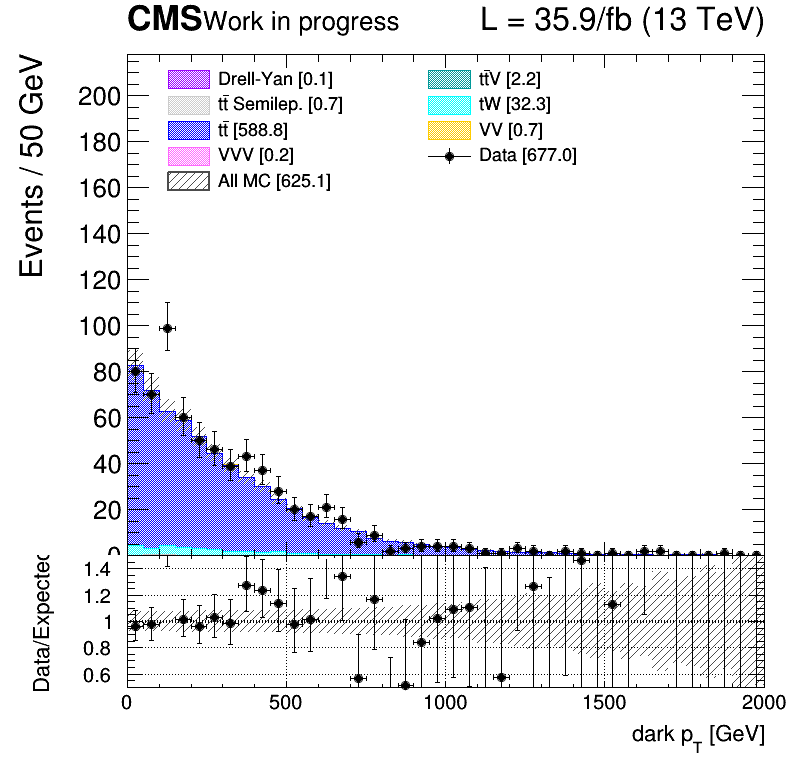 CMS Work in progress L = 35.9/fb (13 TeV)
Events / 50 GeV
Drell-Yan [0.1]
tt̄ Semilep. [0.7]
tt̄ [588.8]
VVV [0.2]
All MC [625.1]
tt̄V [2.2]
tW [32.3]
VV [0.7]
Data [677.0]
200
180
160
140
120
100
80
60
40
20
0
Data/Expected
1.4
1.2
1
0.8
0.6
0 500 1000 1500 2000
dark p_T [GeV]